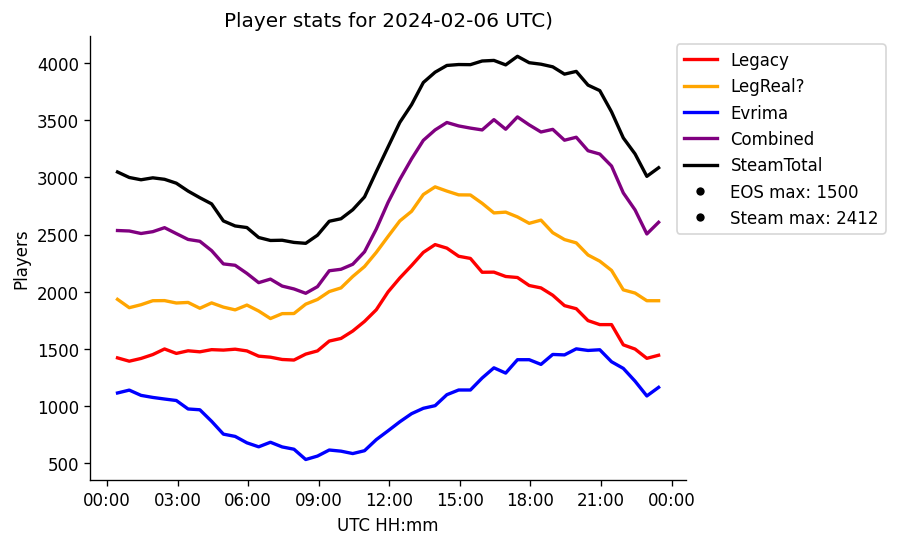 Player stats for 2024-02-06 UTC)
Legacy
LegReal?
Evrima
Combined
SteamTotal
EOS max: 1500
Steam max: 2412
Players
4000
3500
3000
2500
2000
1500
1000
500
00:00 03:00 06:00 09:00 12:00 15:00 18:00 21:00 00:00
UTC HH:mm